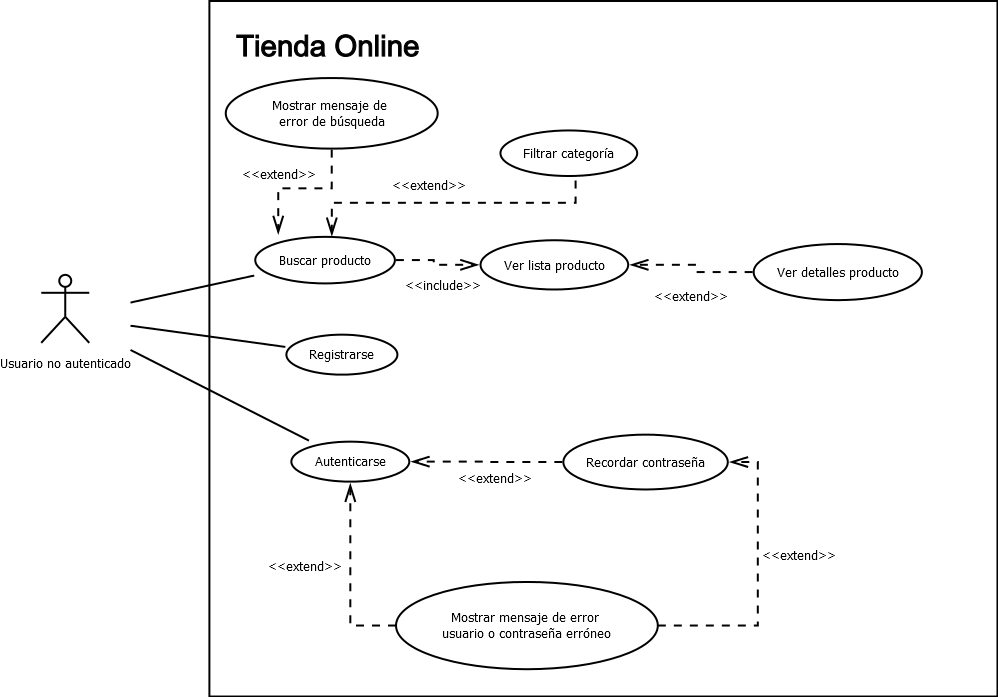 Tienda Online
Mostrar mensaje de
error de búsqueda
Filtrar categoría
<<extend>>
<<extend>>
Buscar producto
Ver lista producto
Ver detalles producto
<<include>>
<<extend>>
Usuario no autenticado
Registrarse
Autenticarse
Recordar contraseña
<<extend>>
<<extend>>
<<extend>>
Mostrar mensaje de error
usuario o contraseña erróneo